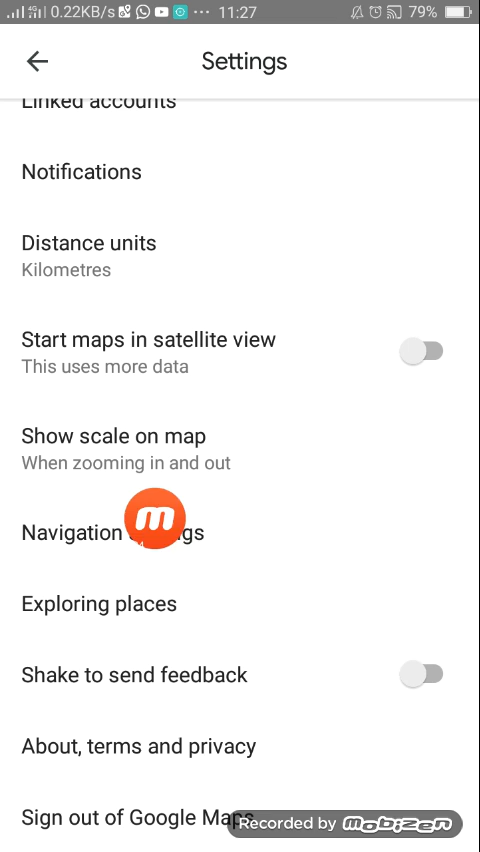 4G 0.22KB/s ... 11:27 79%
Settings
Linked accounts
Notifications
Distance units
Kilometres
Start maps in satellite view
This uses more data
Show scale on map
When zooming in and out
m
Navigation gs
Exploring places
Shake to send feedback
About, terms and privacy
Sign out of Google Maps
Recorded by mobizen